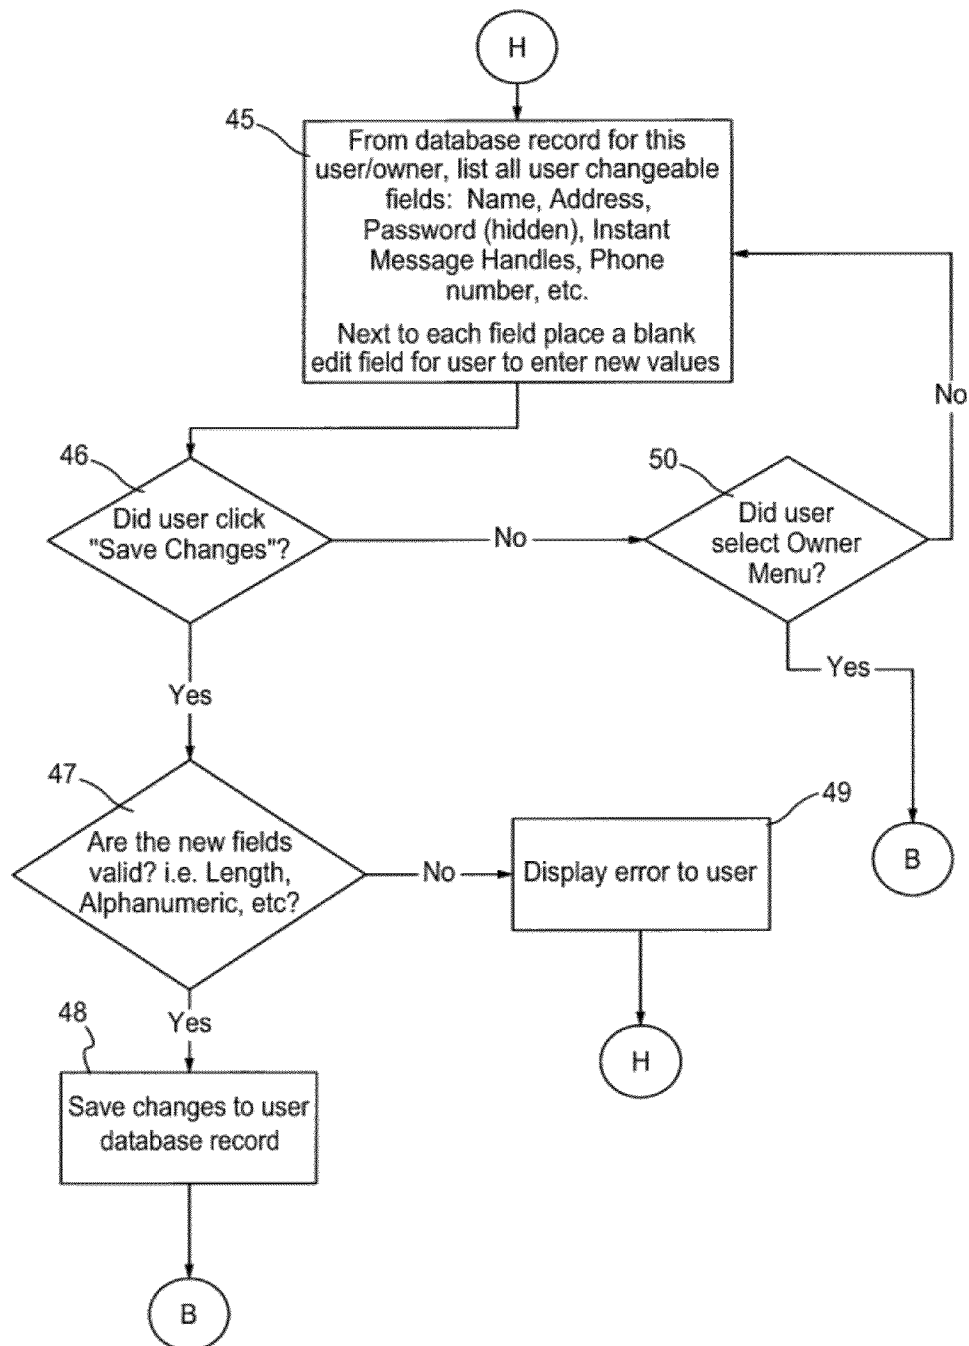 H
45
From database record for this
user/owner, list all user changeable
fields: Name, Address,
Password (hidden), Instant
Message Handles, Phone
number, etc.
Next to each field place a blank
edit field for user to enter new values
No
46
Did user click
"Save Changes"?
No
50
Did user
select Owner
Menu?
Yes
Yes
47
Are the new fields
valid? i.e. Length,
Alphanumeric, etc?
No
49
Display error to user
B
Yes
48
Save changes to user
database record
H
B